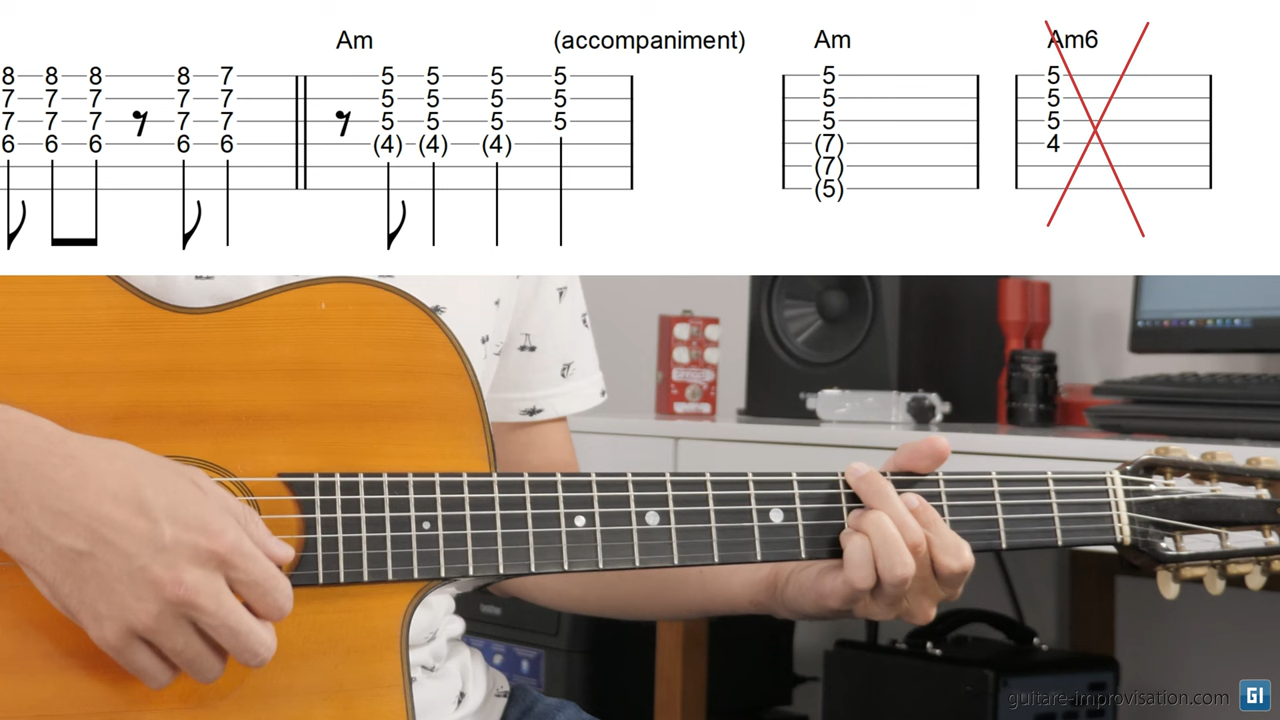 Am (accompaniment) Am Am6
8 8 8 8 7 5 5 5 5 5 5
7 7 7 7 7 5 5 5 5 5 5
7 7 7 7 7 5 5 5 5 5 5
6 6 6 6 6 (4) (4) (4) (7) 4
(7)
(5)
guitare-improvisation.com GI